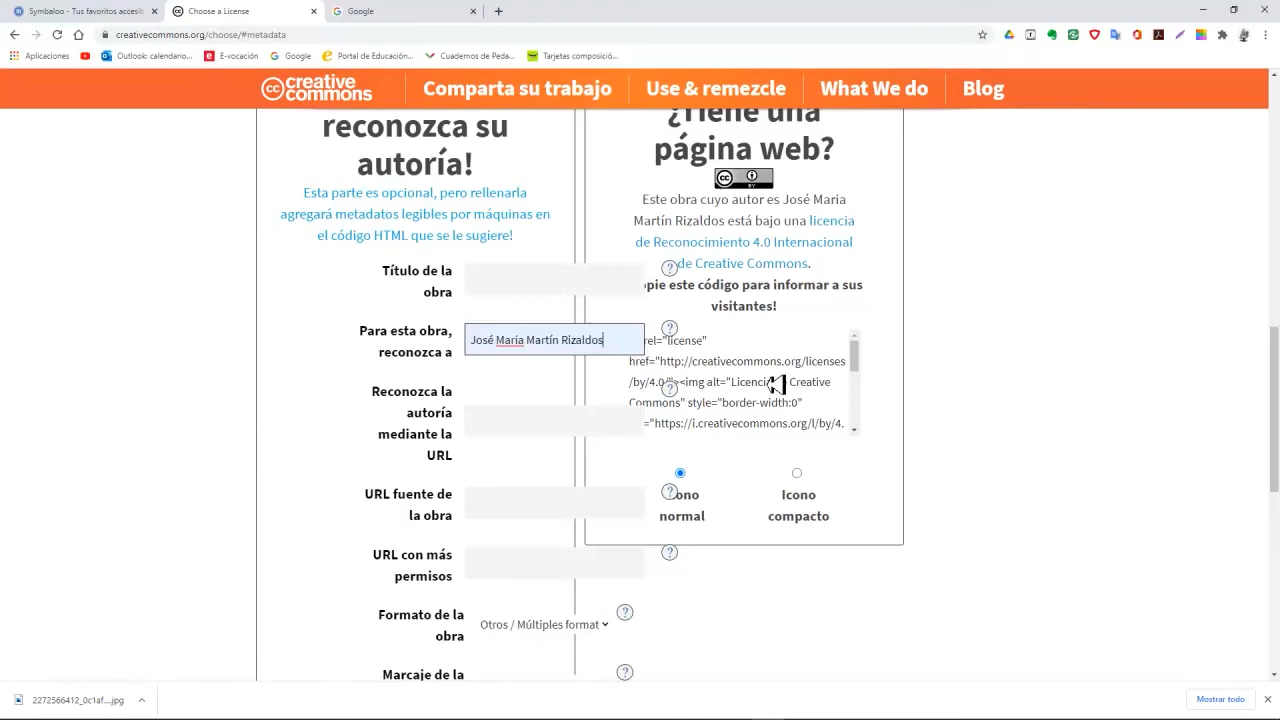 Symbaloo - Tus favoritos accesib
Choose a License
Google
creativecommons.org/choose/#metadata
Aplicaciones
Outlook: calendario...
E-vocación
Google
Portal de Educación...
Cuadernos de Peda...
Tarjetas composició...
creative commons
Comparta su trabajo
Use & remezcle
What We do
Blog
reconozca su
autoría!
Esta parte es opcional, pero rellenarla
agregará metadatos legibles por máquinas en
el código HTML que se le sugiere!
Título de la
obra
Para esta obra,
reconozca a
José Maria Martín Rizaldos
Reconozca la
autoría
mediante la
URL
URL fuente de
la obra
URL con más
permisos
Formato de la
obra
Otros / Múltiples format
Marcaje de la
¿Tiene una
página web?
cc BY
Este obra cuyo autor es José Maria
Martín Rizaldos está bajo una licencia
de Reconocimiento 4.0 Internacional
de Creative Commons.
opie este código para informar a sus
visitantes!
rel="license"
href="http://creativecommons.org/licenses
/by/4.0/"><img alt="Licencia Creative
Commons" style="border-width:0"
="https://i.creativecommons.org/l/by/4.
ono
normal
Icono
compacto
2272566412_0c1af....jpg
Mostrar todo